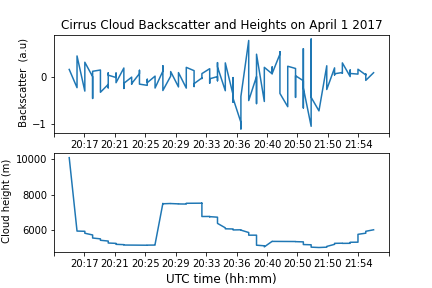 Cirrus Cloud Backscatter and Heights on April 1 2017
Backscatter (a.u)
0
−1
20:17 20:21 20:25 20:29 20:33 20:36 20:40 20:50 21:50 21:54
Cloud height (m)
10000
8000
6000
20:17 20:21 20:25 20:29 20:33 20:36 20:40 20:50 21:50 21:54
UTC time (hh:mm)